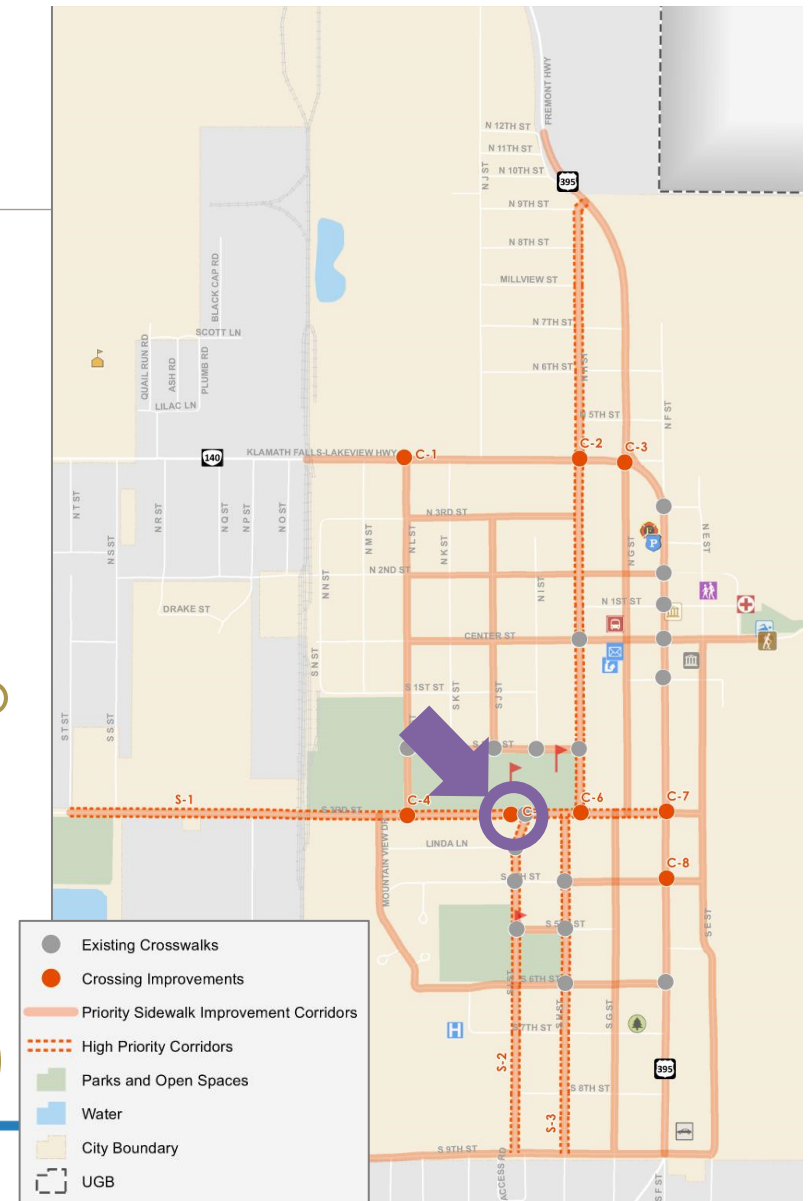 N 12TH ST
FREMONT HWY
N 11TH ST
N 10TH ST
395
N J ST
N 9TH ST
N 8TH ST
MILLVIEW ST
BLACK CAP RD
N 7TH ST
SCOTT LN
QUAIL RUN RD
ASH RD
PLUMB RD
N 6TH ST
LILAC LN
N F ST
N 5TH ST
140
KLAMATH FALLS-LAKEVIEW HWY
C-1
C-2
C-3
N T ST
N S ST
N R ST
N Q ST
N P ST
N O ST
N 3RD ST
N M ST
N L ST
N K ST
N G ST
N E ST
P
N 2ND ST
N N ST
N I ST
DRAKE ST
N 1ST ST
CENTER ST
S N ST
S 1ST ST
S K ST
S J ST
S T ST
S S ST
ST
S-1
S 3RD ST
C-4
C-6
C-7
MOUNTAIN VIEW DR
LINDA LN
C-8
H ST
S 5
ST
S E ST
S 6TH ST
S G ST
H
S 7TH ST
S H ST
S-2
395
S 8TH ST
S-3
S 9TH ST
ACCESS RD
S F ST
Existing Crosswalks
Crossing Improvements
Priority Sidewalk Improvement Corridors
High Priority Corridors
Parks and Open Spaces
Water
City Boundary
UGB